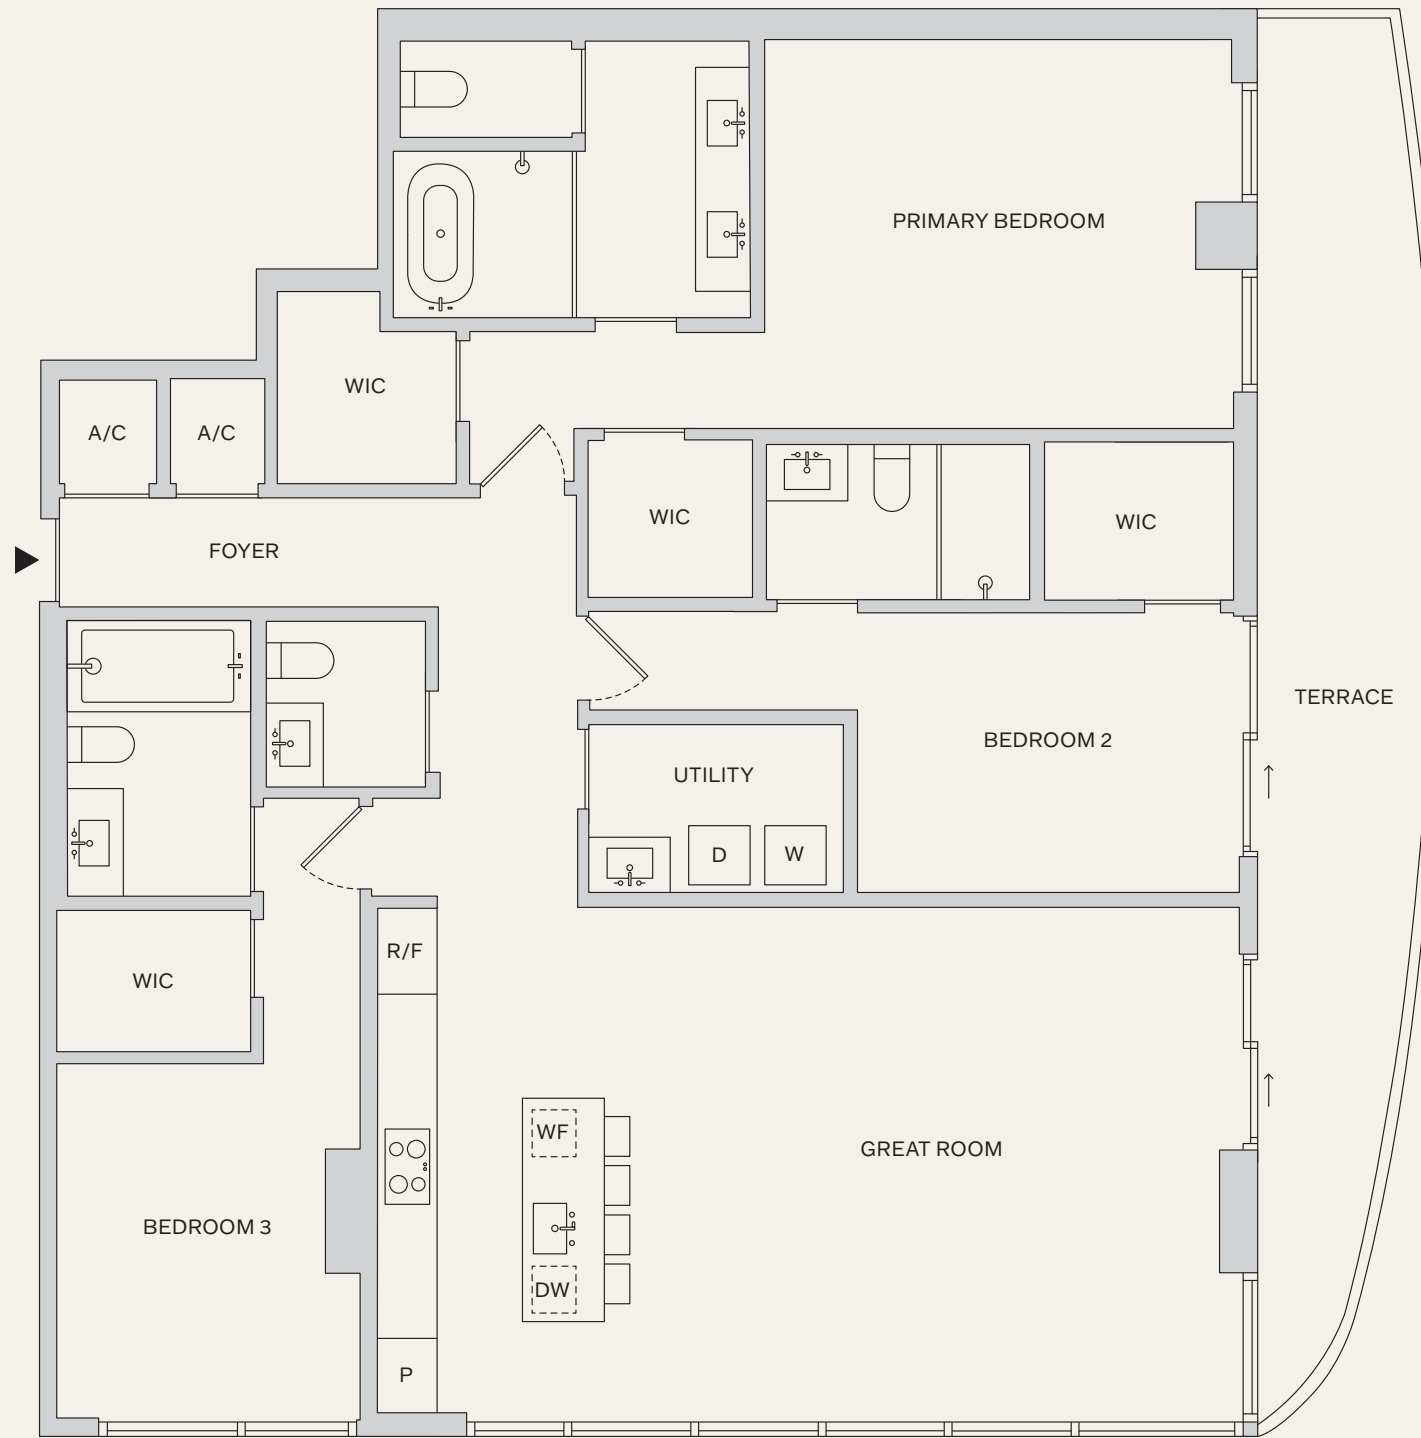 PRIMARY BEDROOM
WIC
A/C
A/C
WIC
WIC
FOYER
TERRACE
BEDROOM 2
UTILITY
D
W
R/F
WIC
WF
GREAT ROOM
BEDROOM 3
DW
P